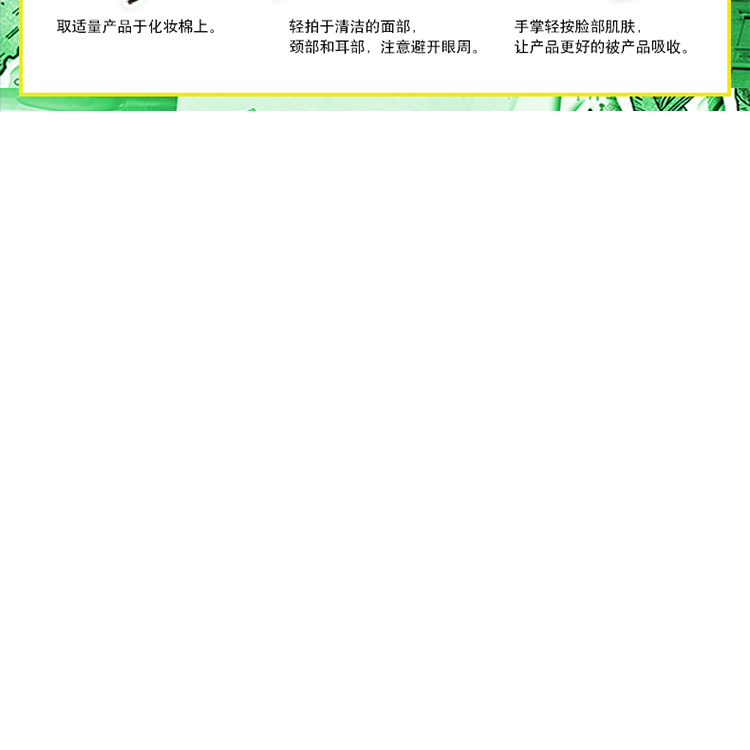 取适量产品于化妆棉上。
轻拍于清洁的面部，
颈部和耳部，注意避开眼周。
手掌轻按脸部肌肤，
让产品更好的被产品吸收。